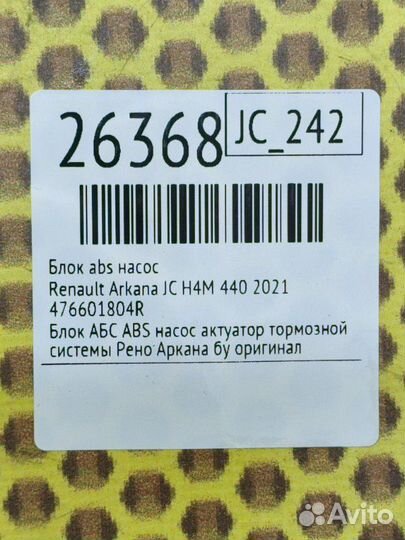 26368
JC_242
Блок abs насос
Renault Arkana JC H4M 440 2021
476601804R
Блок АБС ABS насос актуатор тормозной
системы Рено Аркана бу оригинал
Avito